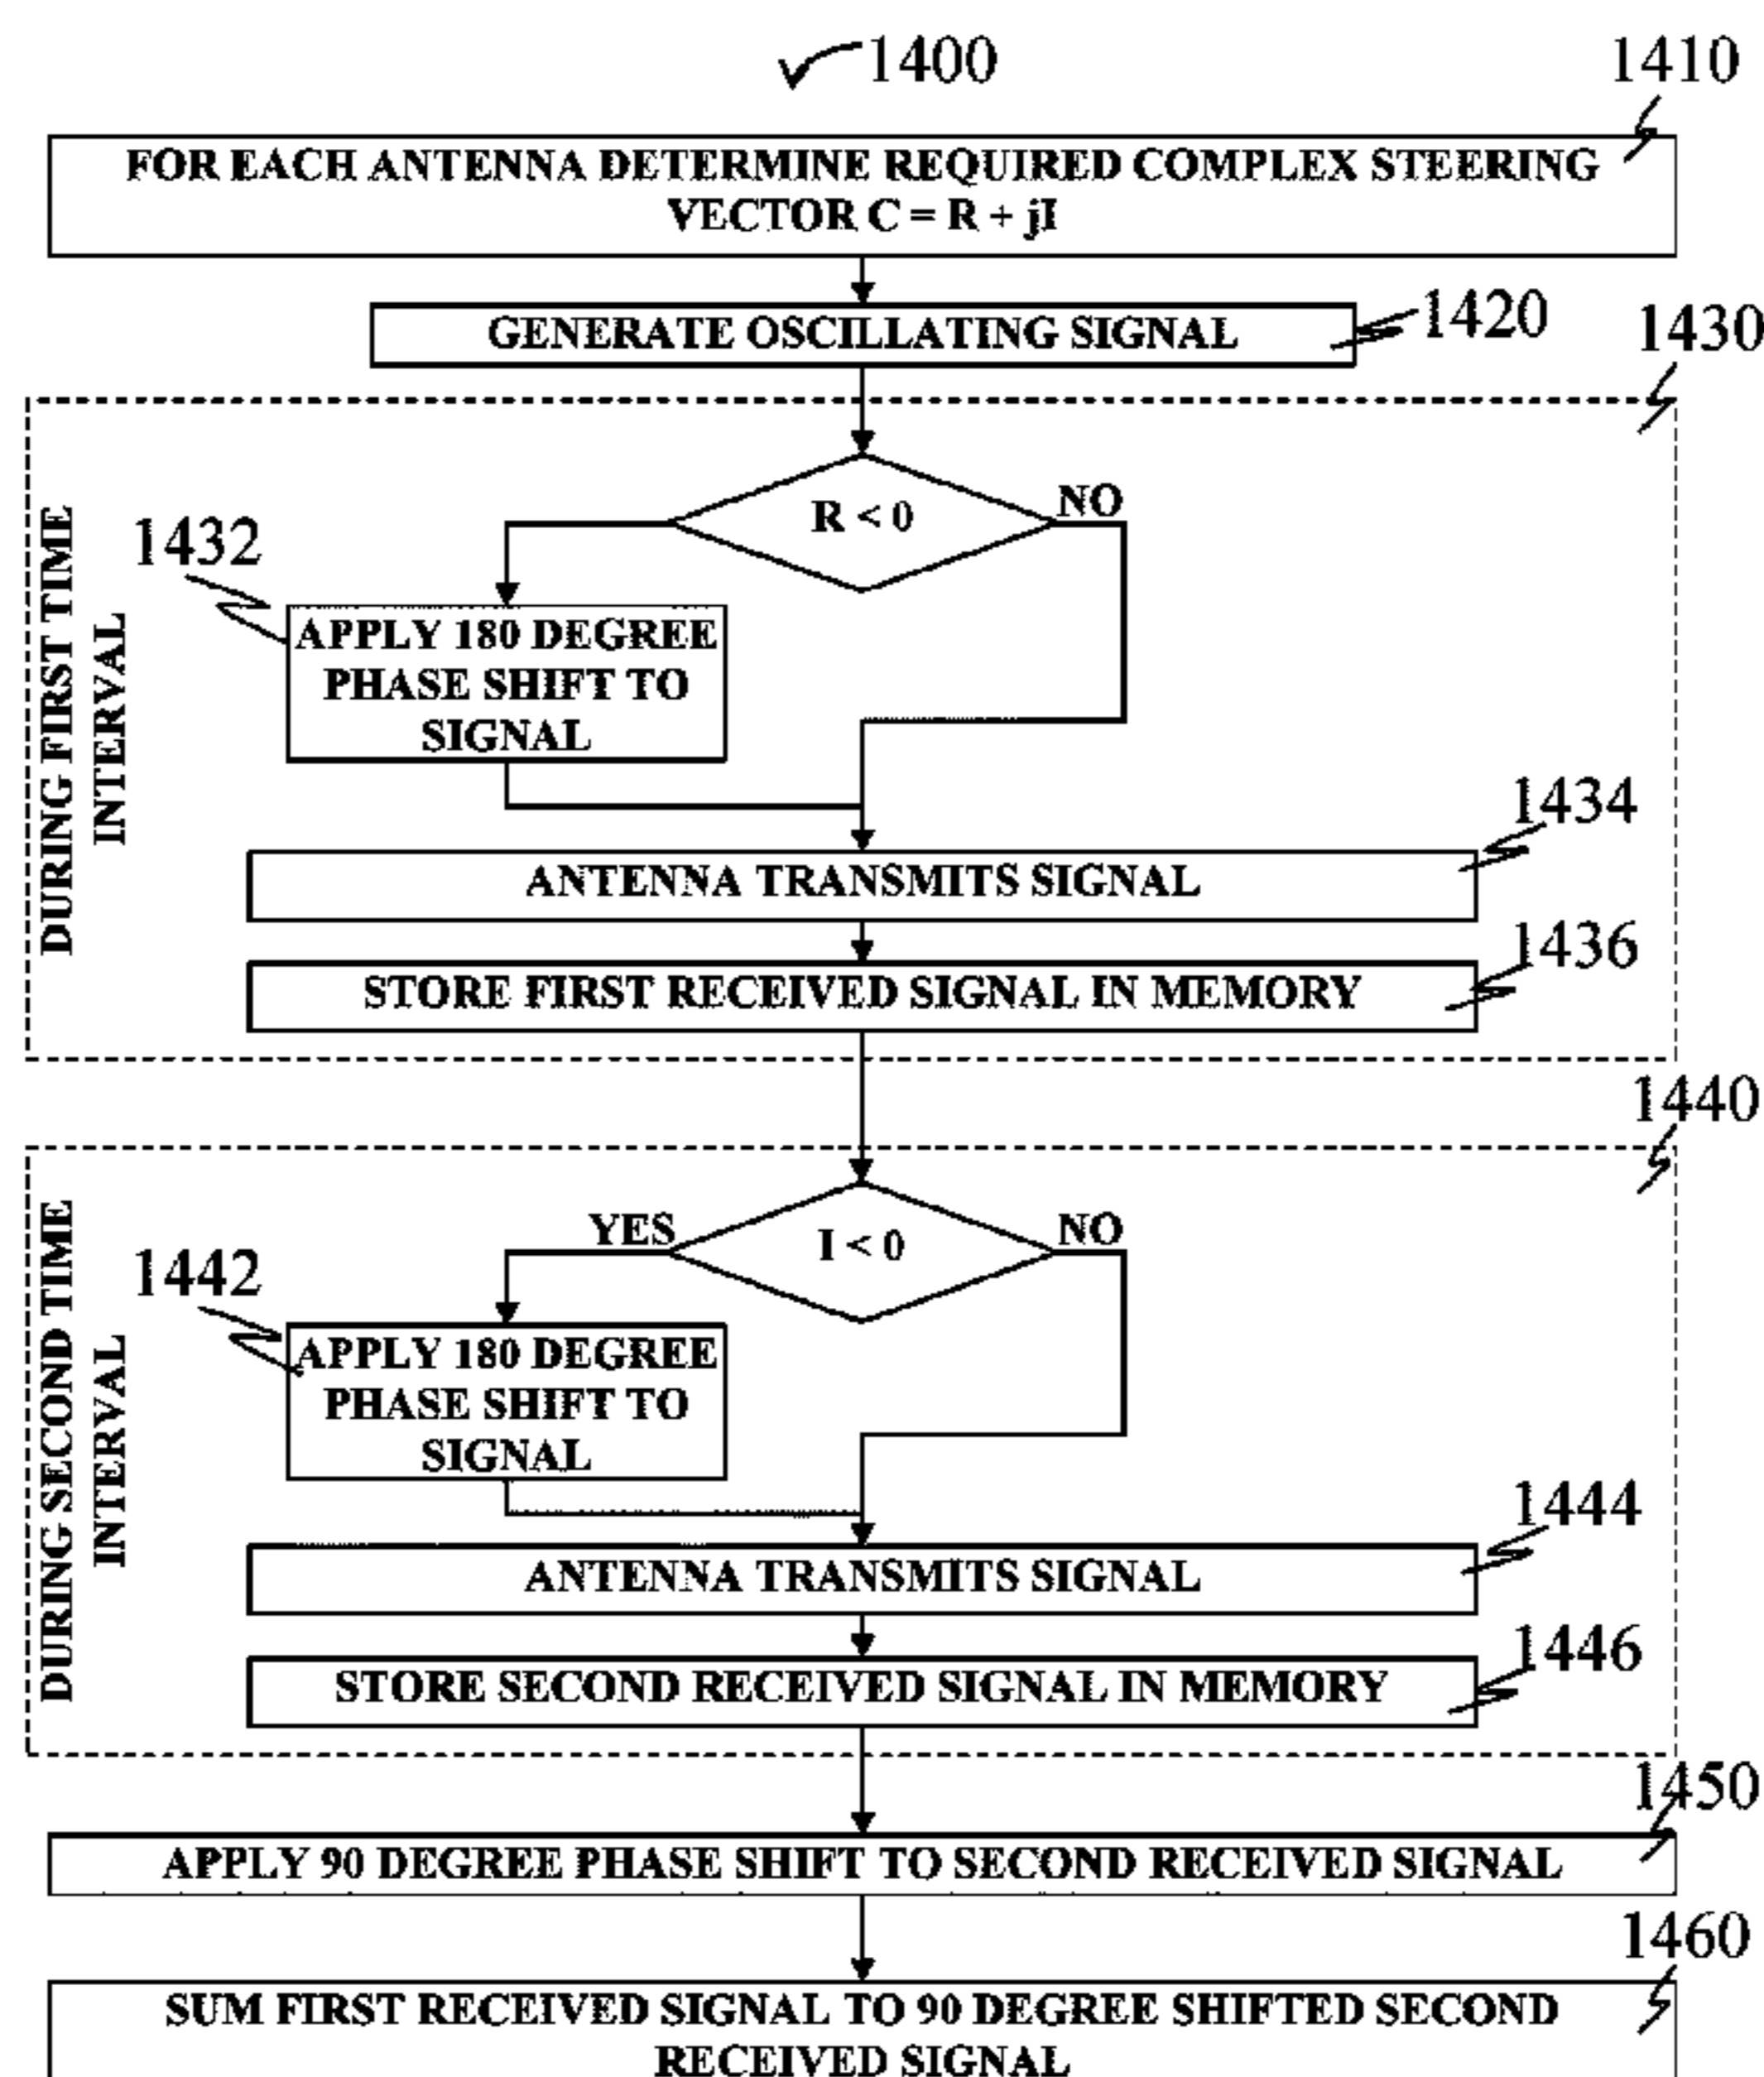 1400
1410
FOR EACH ANTENNA DETERMINE REQUIRED COMPLEX STEERING
VECTOR C = R + jI
GENERATE OSCILLATING SIGNAL
1420
1430
DURING FIRST TIME
INTERVAL
R < 0
NO
1432
APPLY 180 DEGREE
PHASE SHIFT TO
SIGNAL
1434
ANTENNA TRANSMITS SIGNAL
1436
STORE FIRST RECEIVED SIGNAL IN MEMORY
1440
DURING SECOND TIME
INTERVAL
YES
I < 0
NO
1442
APPLY 180 DEGREE
PHASE SHIFT TO
SIGNAL
1444
ANTENNA TRANSMITS SIGNAL
1446
STORE SECOND RECEIVED SIGNAL IN MEMORY
1450
APPLY 90 DEGREE PHASE SHIFT TO SECOND RECEIVED SIGNAL
1460
SUM FIRST RECEIVED SIGNAL TO 90 DEGREE SHIFTED SECOND
RECEIVED SIGNAL